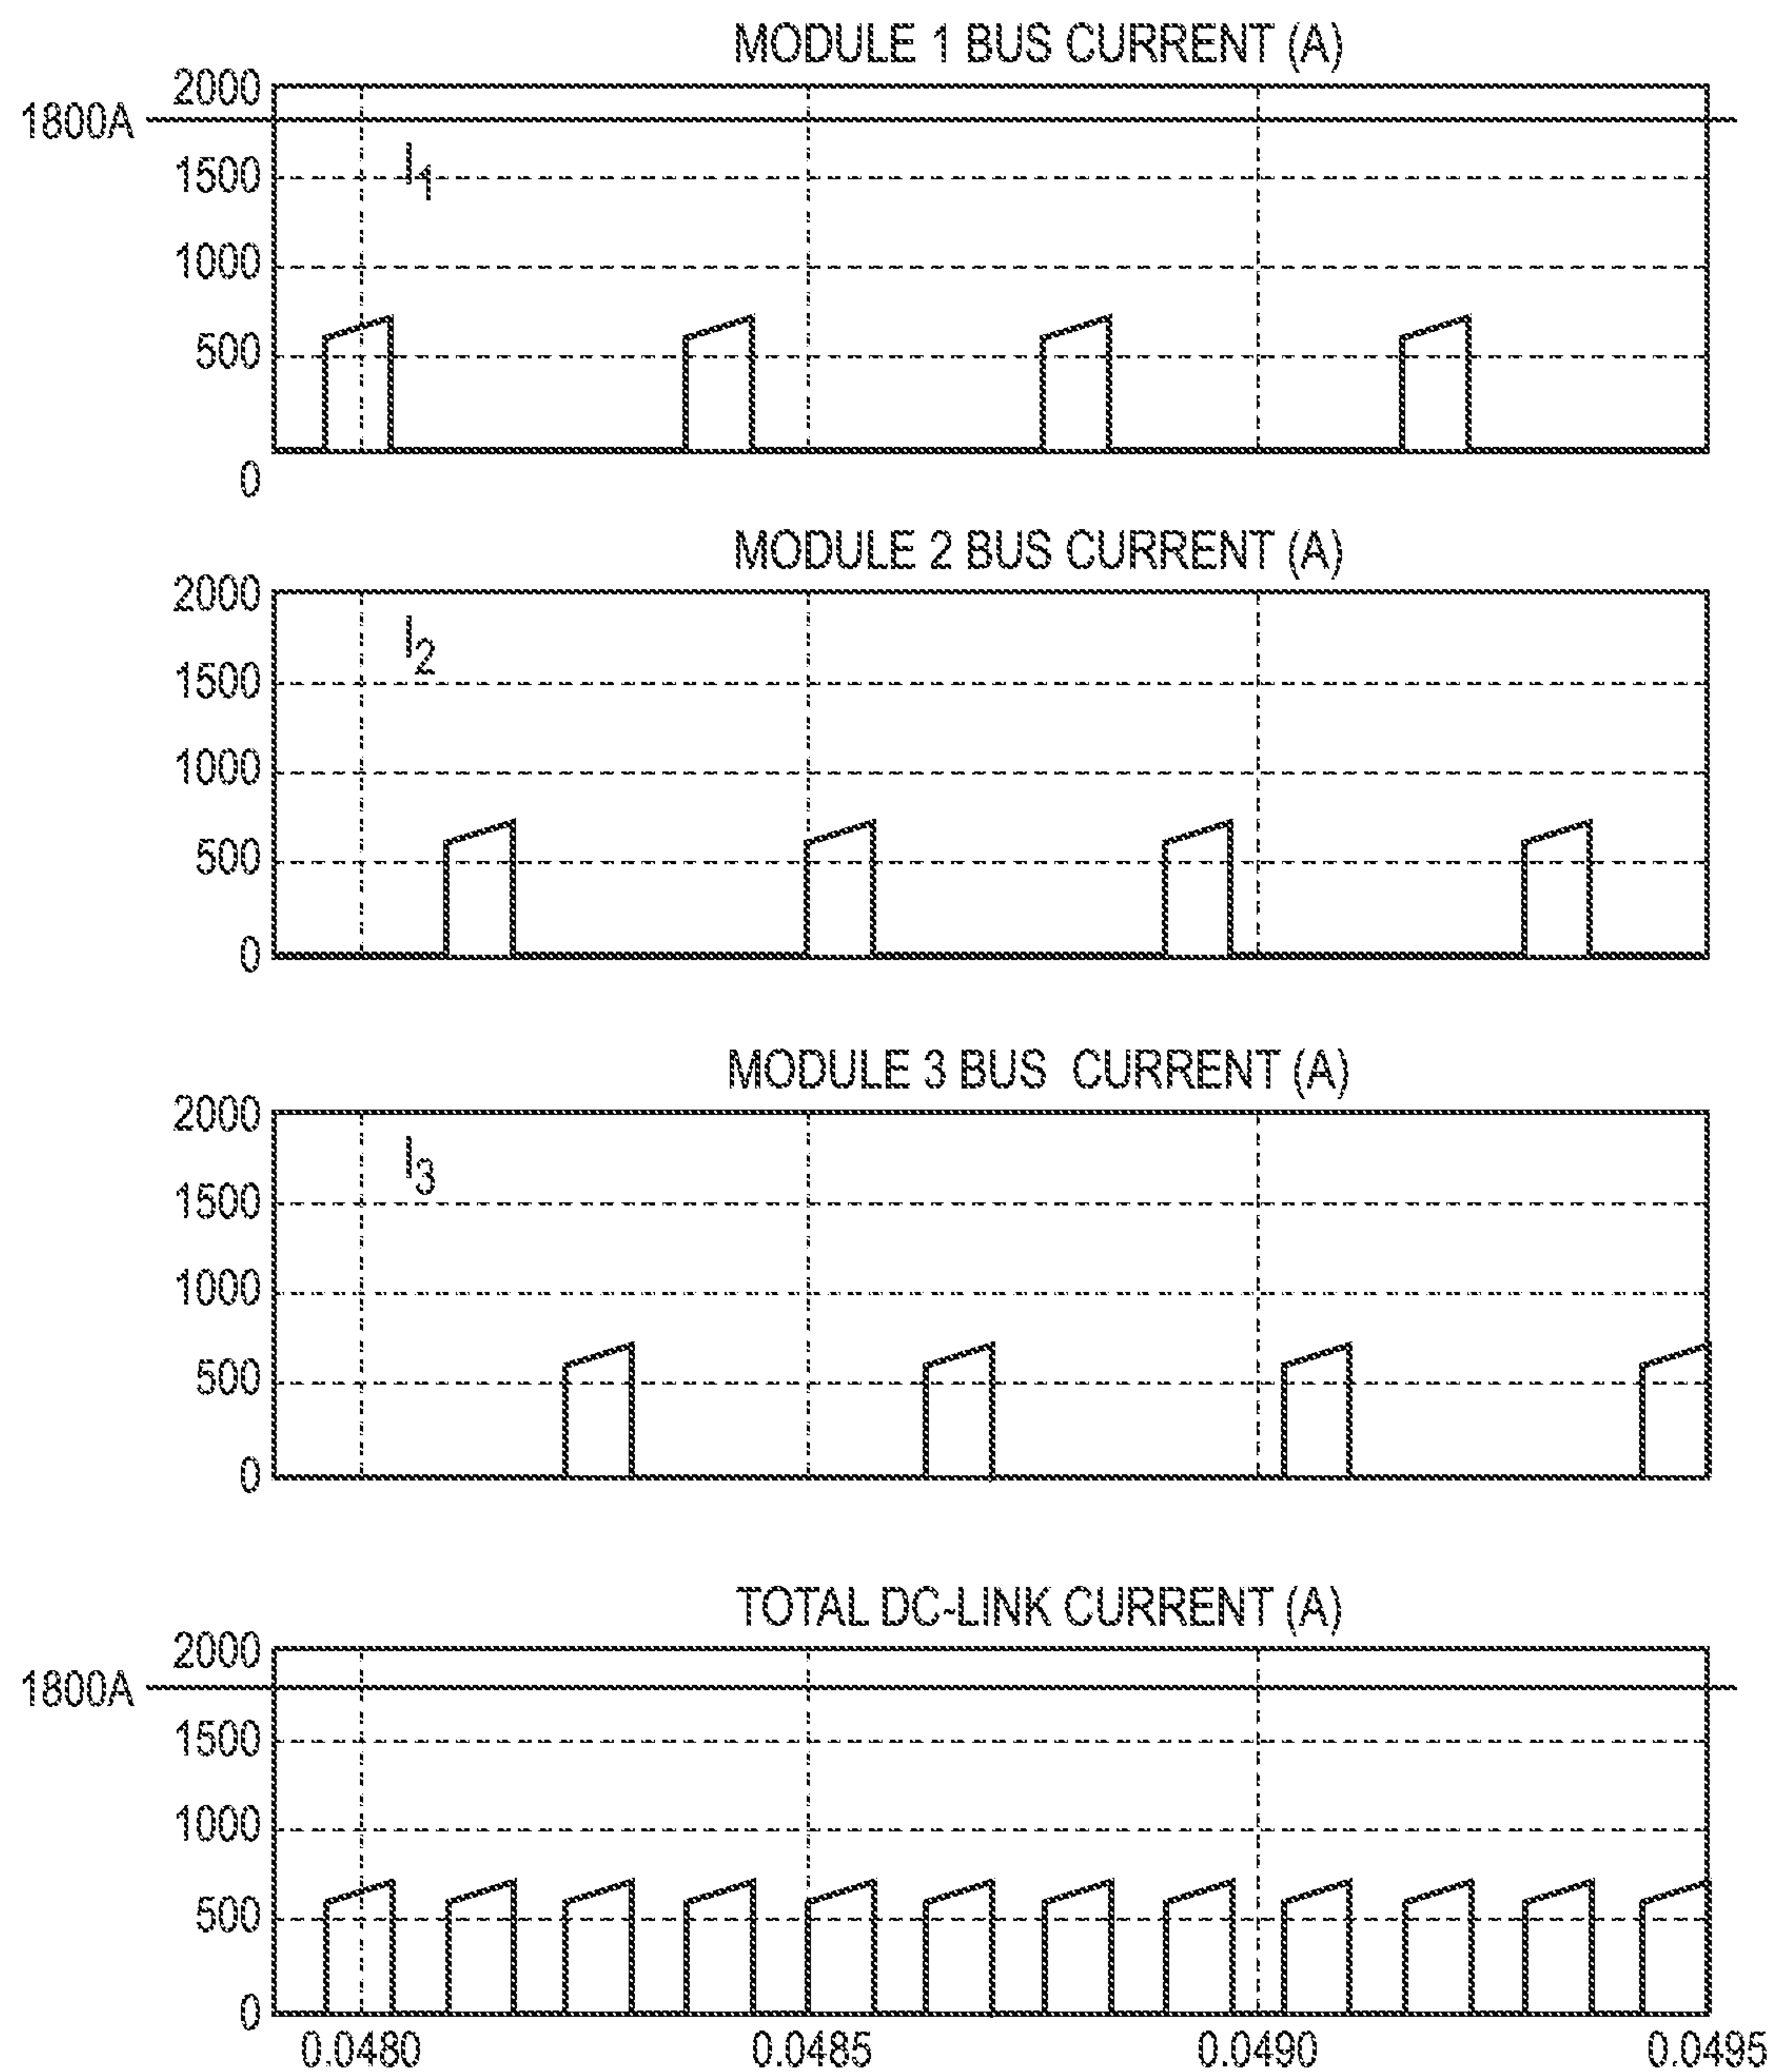 MODULE 1 BUS CURRENT (A)
2000
1800A
1500
I1
1000
500
0
MODULE 2 BUS CURRENT (A)
2000
I2
1500
1000
500
0
MODULE 3 BUS CURRENT (A)
2000
I3
1500
1000
500
0
TOTAL DC-LINK CURRENT (A)
2000
1800A
1500
1000
500
0
0.0480 0.0485 0.0490 0.0495